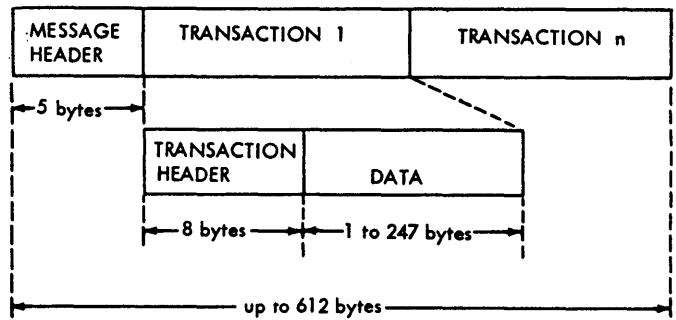 MESSAGE
HEADER
TRANSACTION 1
TRANSACTION n
5 bytes
TRANSACTION
HEADER
DATA
8 bytes
1 to 247 bytes
up to 612 bytes